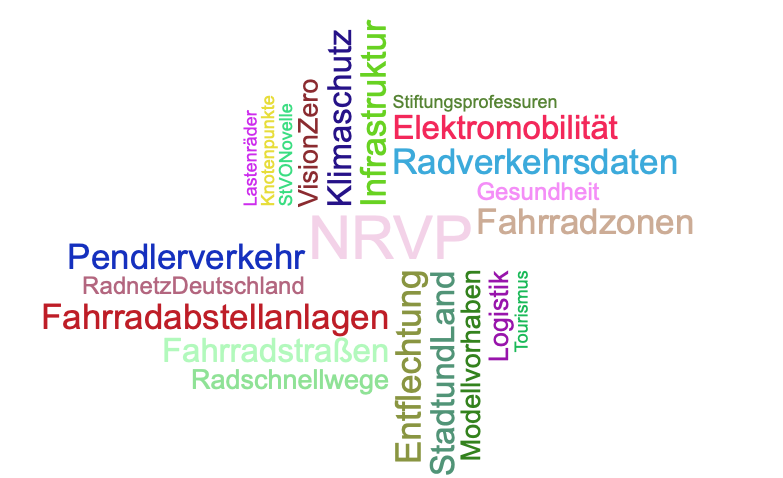 Lastenräder
Knotenpunkte
StVONovelle
VisionZero
Klimaschutz
Infrastruktur
Stiftungsprofessuren
Elektromobilität
Radverkehrsdaten
Gesundheit
Fahrradzonen
NRVP
Pendlerverkehr
RadnetzDeutschland
Fahrradabstellanlagen
Fahrradstraßen
Radschnellwege
Entflechtung
StadtundLand
Modellvorhaben
Logistik
Tourismus